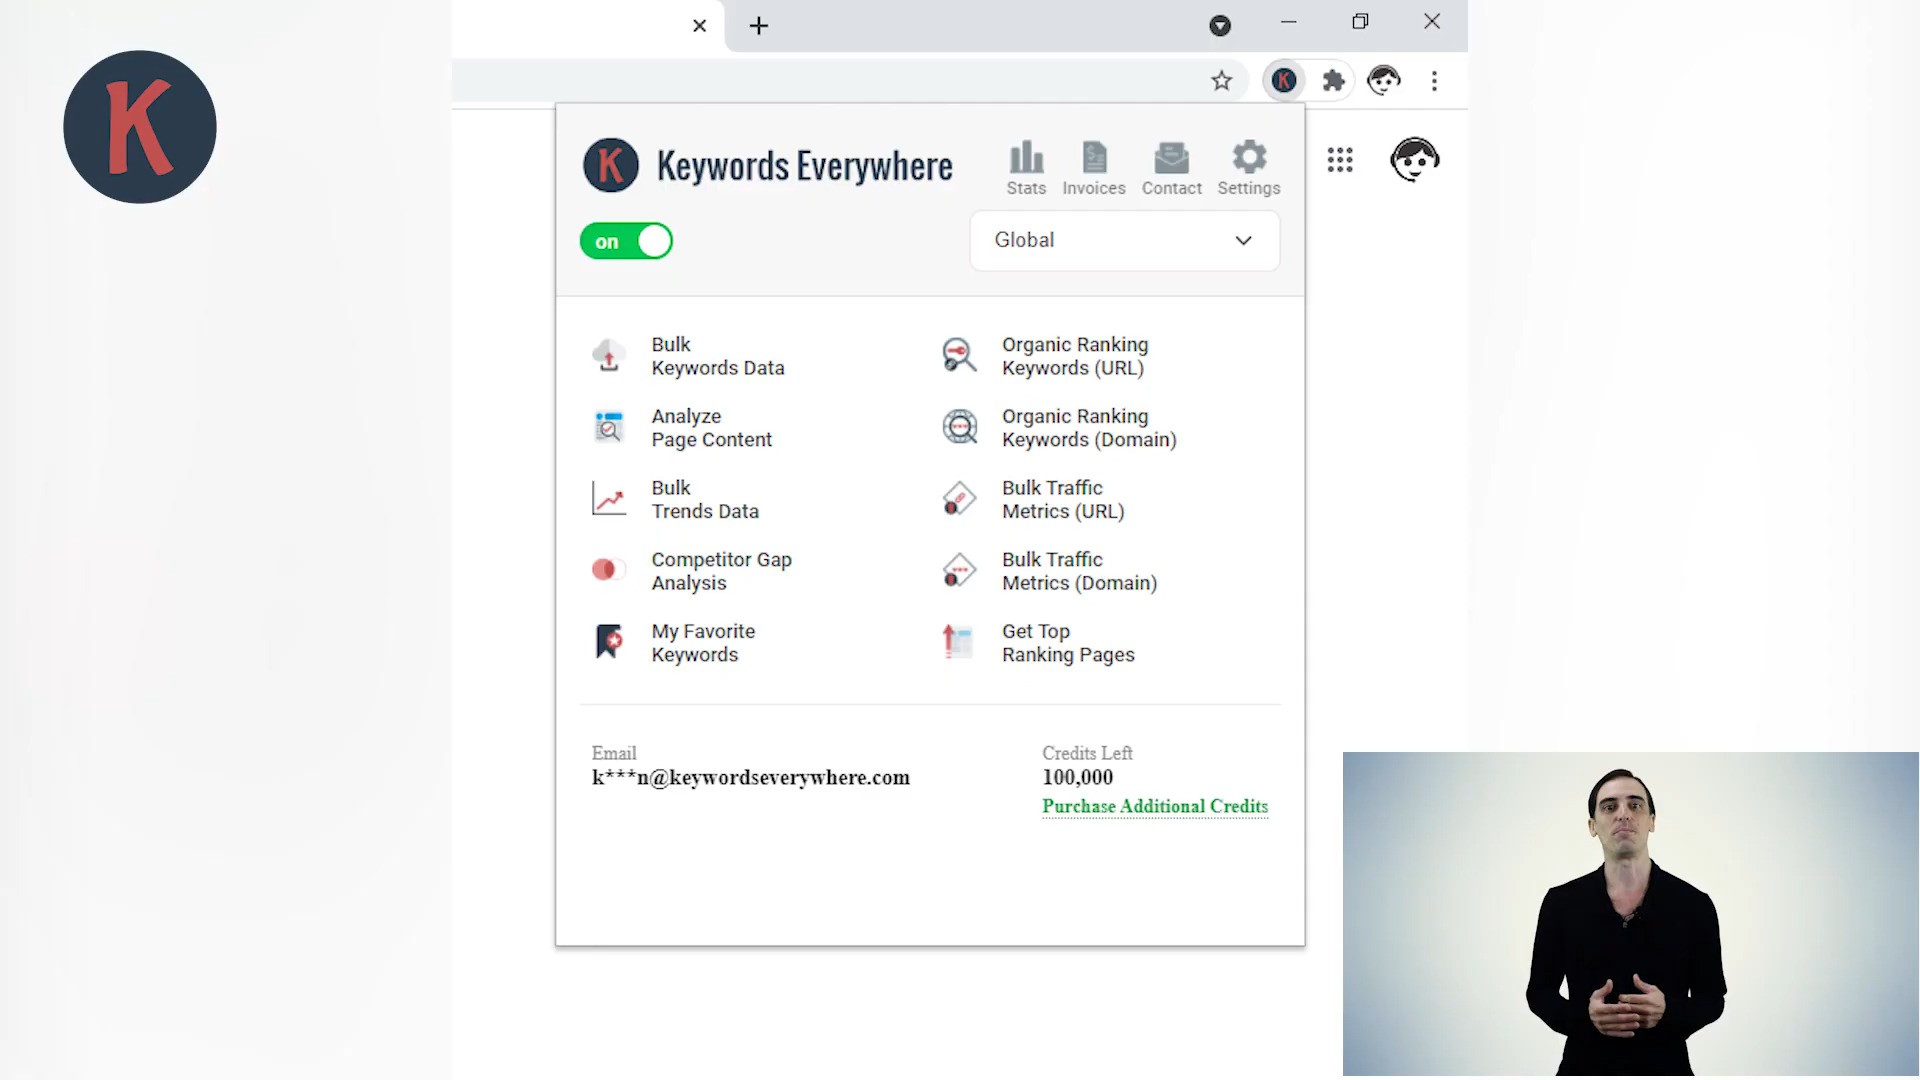 K
K
K Keywords Everywhere
Stats Invoices Contact Settings
on
Global
Bulk
Keywords Data
Organic Ranking
Keywords (URL)
Analyze
Page Content
Organic Ranking
Keywords (Domain)
Bulk
Trends Data
Bulk Traffic
Metrics (URL)
Competitor Gap
Analysis
Bulk Traffic
Metrics (Domain)
My Favorite
Keywords
Get Top
Ranking Pages
Email
k***n@keywordseverywhere.com
Credits Left
100,000
Purchase Additional Credits